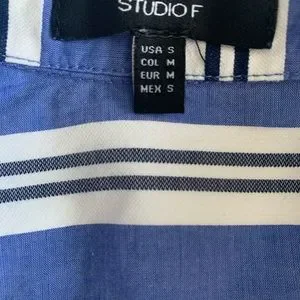 STUDIO F
USA S
COL M
EUR M
MEX S